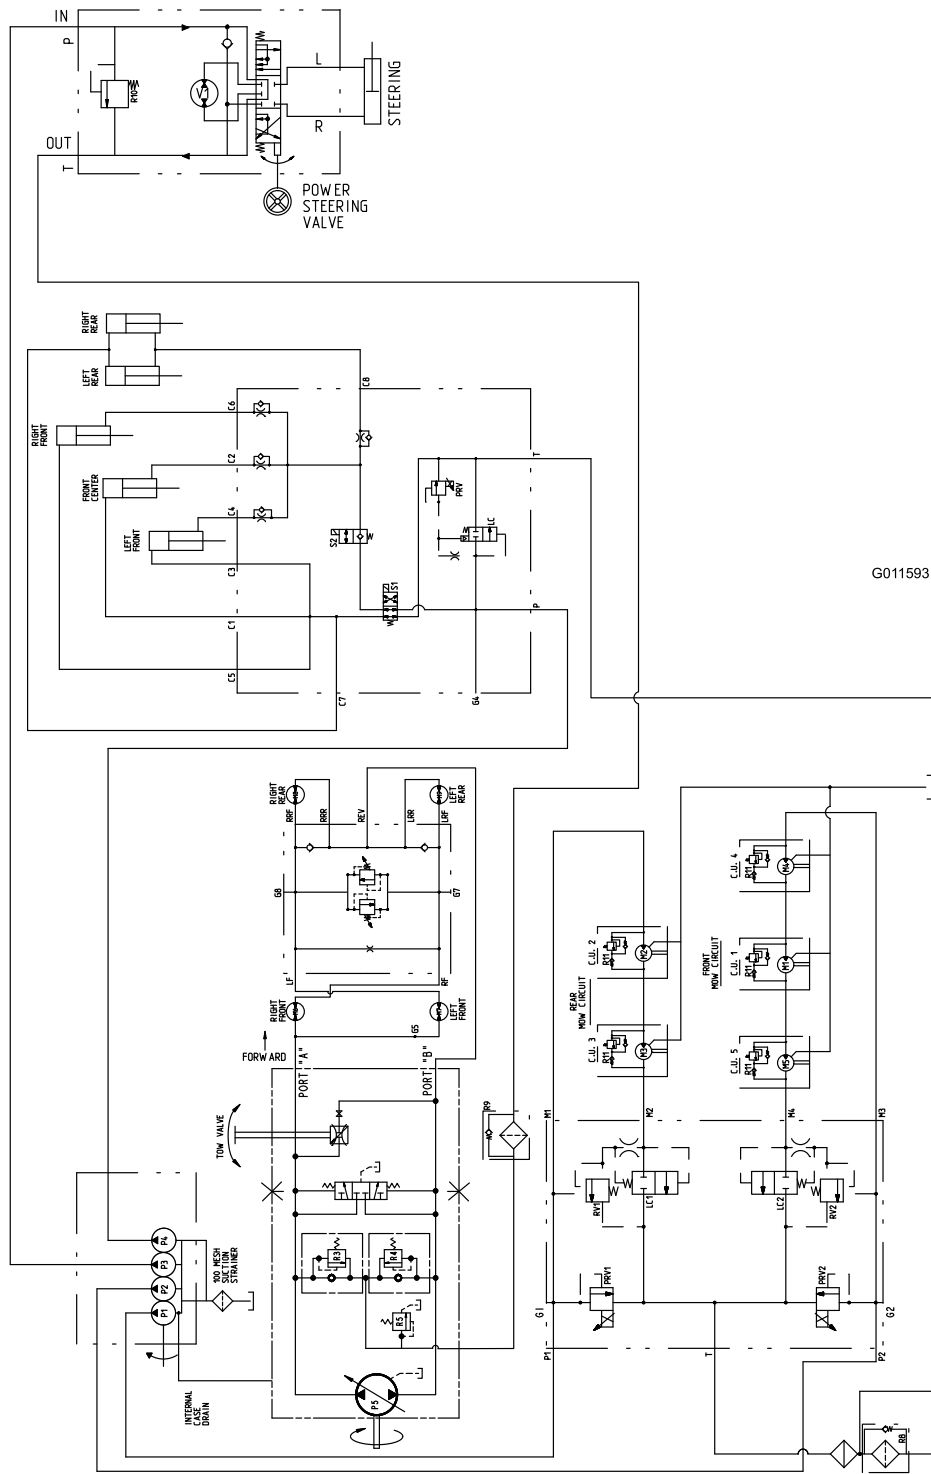 IN
P
R10
V1
L
R
STEERING
OUT
T
POWER
STEERING
VALVE
RIGHT
REAR
LEFT
REAR
C8
C6
RIGHT
FRONT
C2
T
FRONT
CENTER
PRV
C4
LC
LEFT
FRONT
S2
G011593
C3
S1
P
C1
C5
C7
G4
RIGHT
REAR
LEFT
REAR
RRF
RRR
REV
LRR
LRF
C.U. 4
R11
M4
G8
G7
C.U. 2
R11
M2
C.U. 1
R11
M1
FRONT
MOW CIRCUIT
LF
RF
REAR
MOW CIRCUIT
RIGHT
FRONT
LEFT
FRONT
G5
C.U. 3
R11
M3
C.U. 5
R11
M5
FORWARD
PORT "A"
PORT "B"
R9
M1
M2
M4
M3
TOW VALVE
RV1
LC1
LC2
RV2
P4
P3
P2
P1
100 MESH
SUCTION
STRAINER
R3
R4
R5
PRV1
PRV2
G1
G2
P1
T
P2
INTERNAL
CASE
DRAIN
P5
R8